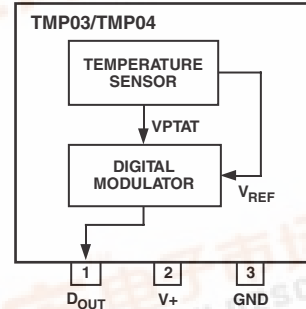 TMP03/TMP04
TEMPERATURE
SENSOR
VPTAT
DIGITAL
MODULATOR
VREF
1
2
3
DOUT
V+
GND